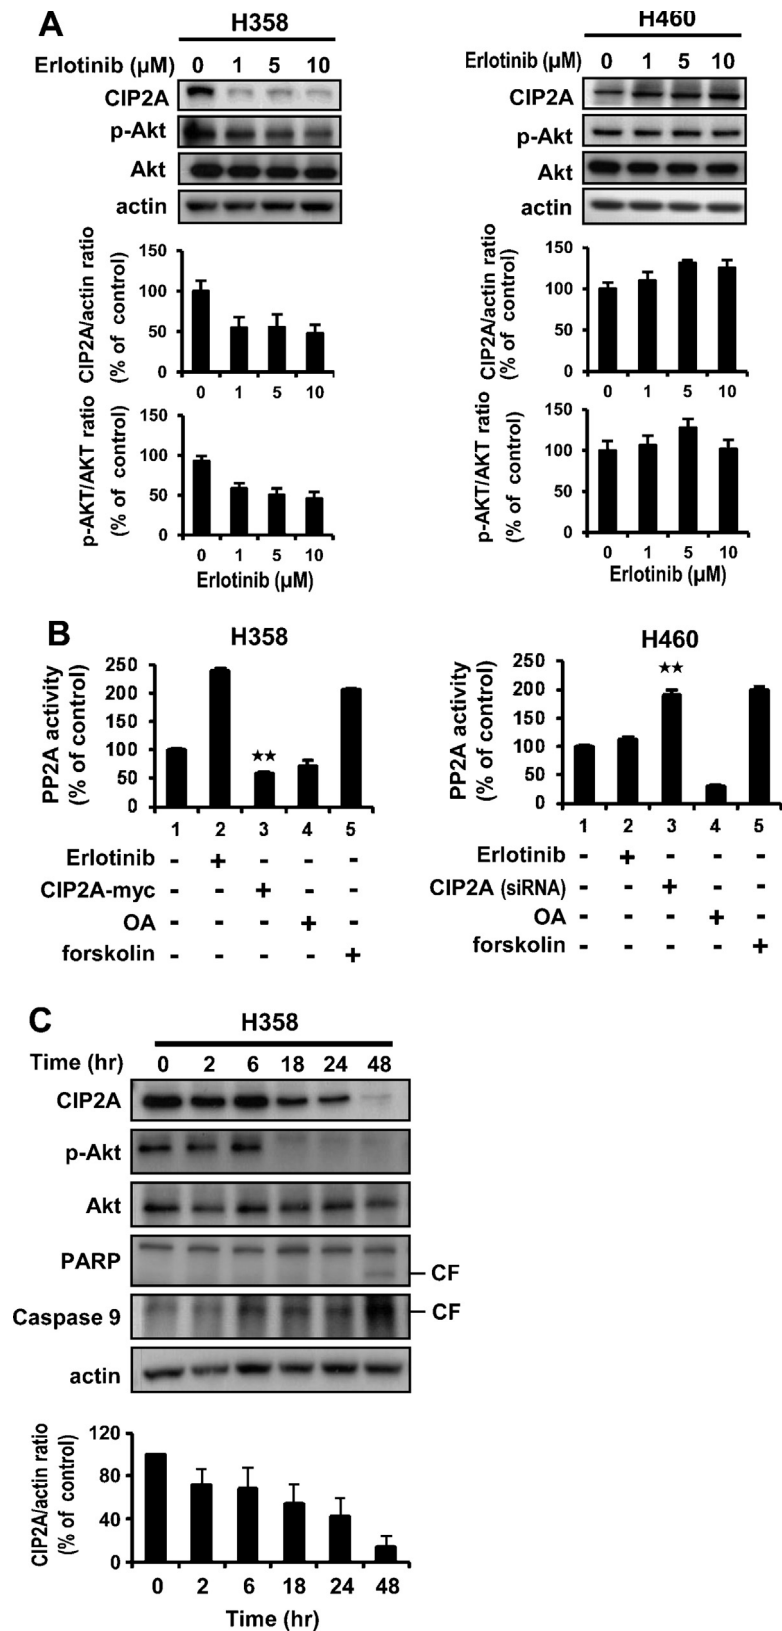 A
H358
Erlotinib (µM) 0 1 5 10
CIP2A
p-Akt
Akt
actin
CIP2A/actin ratio
(% of control)
150
100
50
0
0 1 5 10
p-AKT/AKT ratio
(% of control)
150
100
50
0
0 1 5 10
Erlotinib (µM)
H460
Erlotinib (µM) 0 1 5 10
CIP2A
p-Akt
Akt
actin
CIP2A/actin ratio
(% of control)
150
100
50
0
0 1 5 10
p-AKT/AKT ratio
(% of control)
150
100
50
0
0 1 5 10
Erlotinib (µM)
B
H358
PP2A activity
(% of control)
250
200
150
100
50
0
★★
1 2 3 4 5
Erlotinib - + - - -
CIP2A-myc - - + - -
OA - - - + -
forskolin - - - - +
H460
PP2A activity
(% of control)
250
200
150
100
50
0
★★
1 2 3 4 5
Erlotinib - + - - -
CIP2A (siRNA) - - + - -
OA - - - + -
forskolin - - - - +
C
H358
Time (hr) 0 2 6 18 24 48
CIP2A
p-Akt
Akt
PARP
CF
Caspase 9
CF
actin
CIP2A/actin ratio
(% of control)
120
80
40
0
0 2 6 18 24 48
Time (hr)